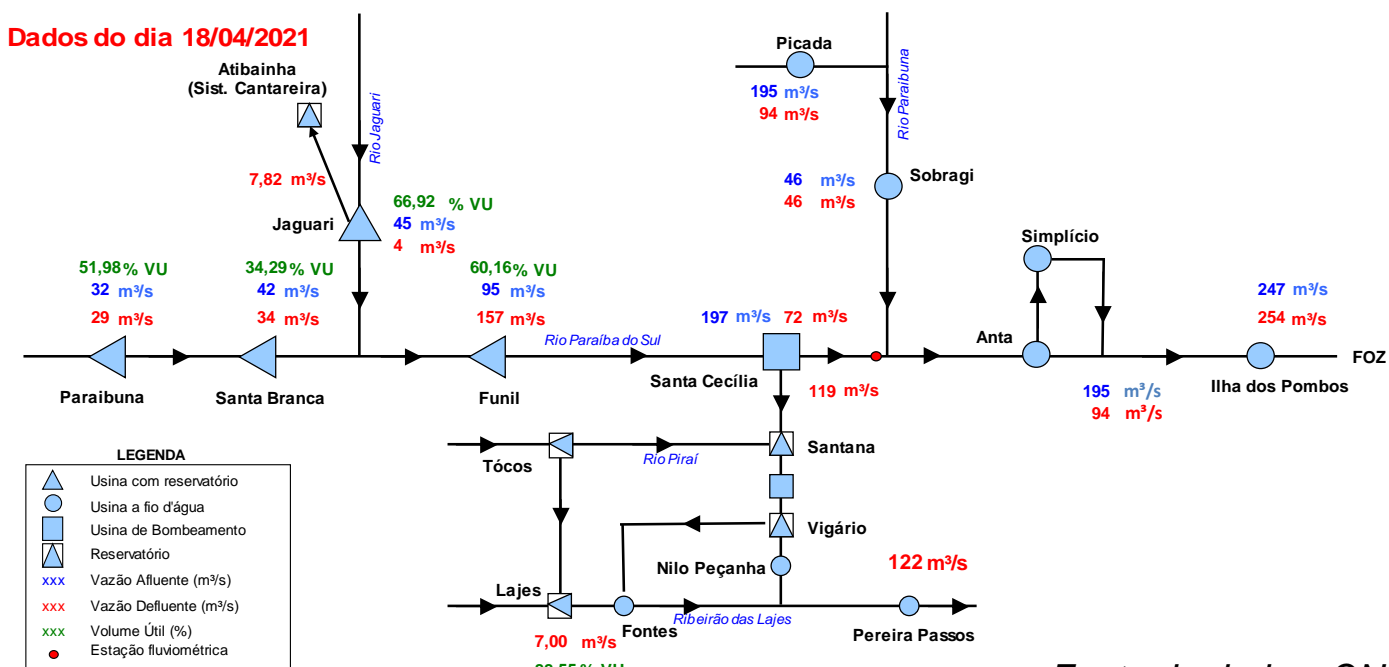 Dados do dia 18/04/2021
Atibainha
(Sist. Cantareira)
Rio Jaguari
7,82 m³/s
Jaguari
66,92 % VU
45 m³/s
4 m³/s
Picada
195 m³/s
94 m³/s
Rio Paraibuna
46 m³/s
46 m³/s
Sobragi
Simplício
51,98% VU
32 m³/s
29 m³/s
Paraibuna
34,29% VU
42 m³/s
34 m³/s
Santa Branca
60,16% VU
95 m³/s
157 m³/s
Funil
Rio Paraíba do Sul
197 m³/s 72 m³/s
Santa Cecília
119 m³/s
Anta
195 m³/s
94 m³/s
247 m³/s
254 m³/s
Ilha dos Pombos
FOZ
Tócos
Rio Piraí
Santana
Vigário
Nilo Peçanha
122 m³/s
Lajes
7,00 m³/s
Fontes
Ribeirão das Lajes
Pereira Passos
LEGENDA
Usina com reservatório
Usina a fio d'água
Usina de Bombeamento
Reservatório
xxx Vazão Afluente (m³/s)
xxx Vazão Defluente (m³/s)
xxx Volume Útil (%)
Estação fluviométrica